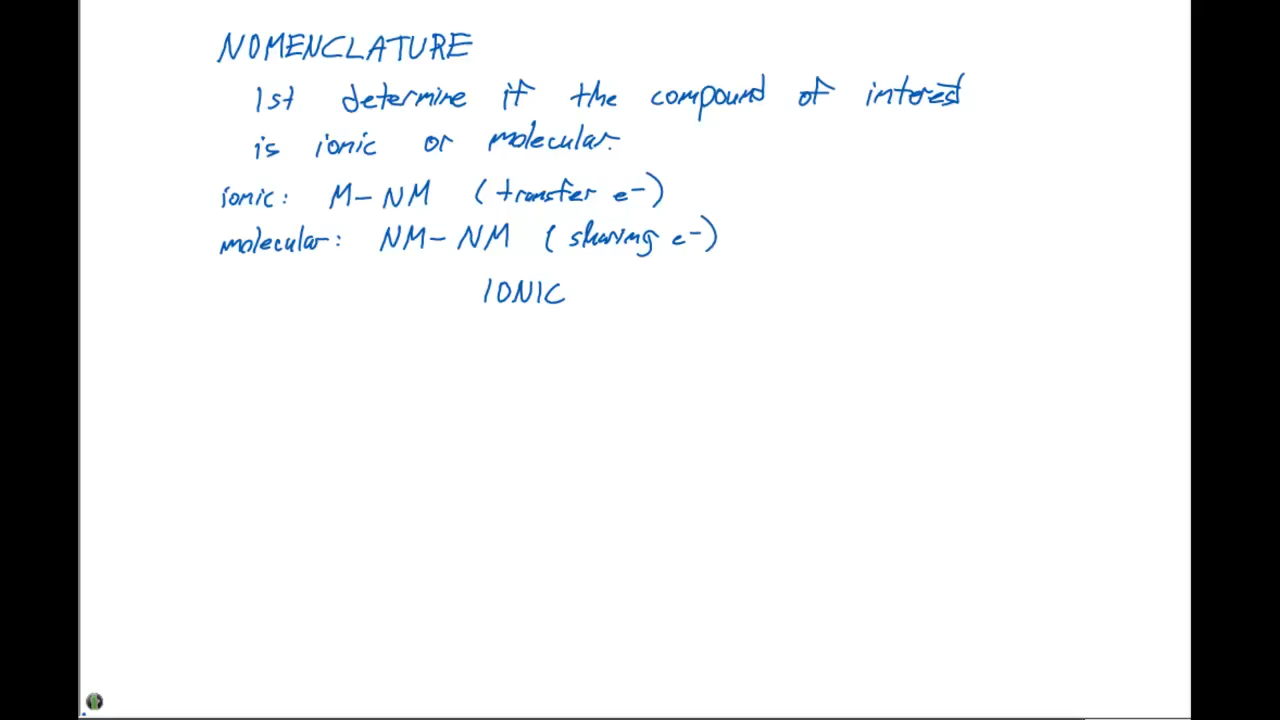 NOMENCLATURE
1st determine if the compound of interest
is ionic or molecular.
ionic: M-NM (transfer e-)
molecular: NM-NM (sharing e-)
IONIC